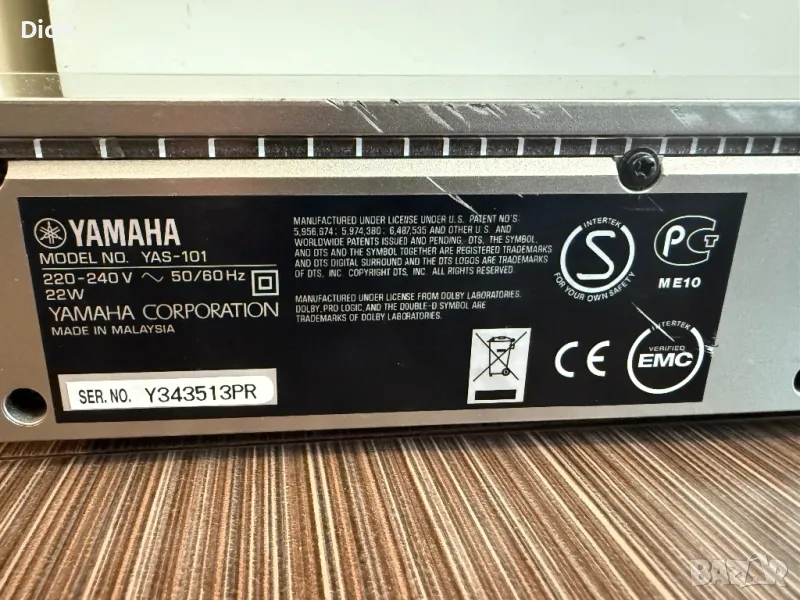 YAMAHA
MODEL NO. YAS-101
220-240V ~ 50/60Hz
22W
YAMAHA CORPORATION
MADE IN MALAYSIA
SER. NO. Y343513PR
MANUFACTURED UNDER LICENSE UNDER U.S. PATENT NO'S:
5,956,674; 5,974,380; 6,487,535 AND OTHER U.S. AND
WORLDWIDE PATENTS ISSUED AND PENDING. DTS, THE SYMBOL,
AND DTS AND THE SYMBOL TOGETHER ARE REGISTERED TRADEMARKS
AND DTS DIGITAL SURROUND AND THE DTS LOGOS ARE TRADEMARKS
OF DTS, INC. COPYRIGHT DTS, INC. ALL RIGHTS RESERVED.
MANUFACTURED UNDER LICENSE FROM DOLBY LABORATORIES.
DOLBY, PRO LOGIC, AND THE DOUBLE-D SYMBOL ARE
TRADEMARKS OF DOLBY LABORATORIES.
INTERTEK
S
FOR YOUR OWN SAFETY
PCT
ME10
CE
INTERTEK
VERIFIED
EMC
BAZAR